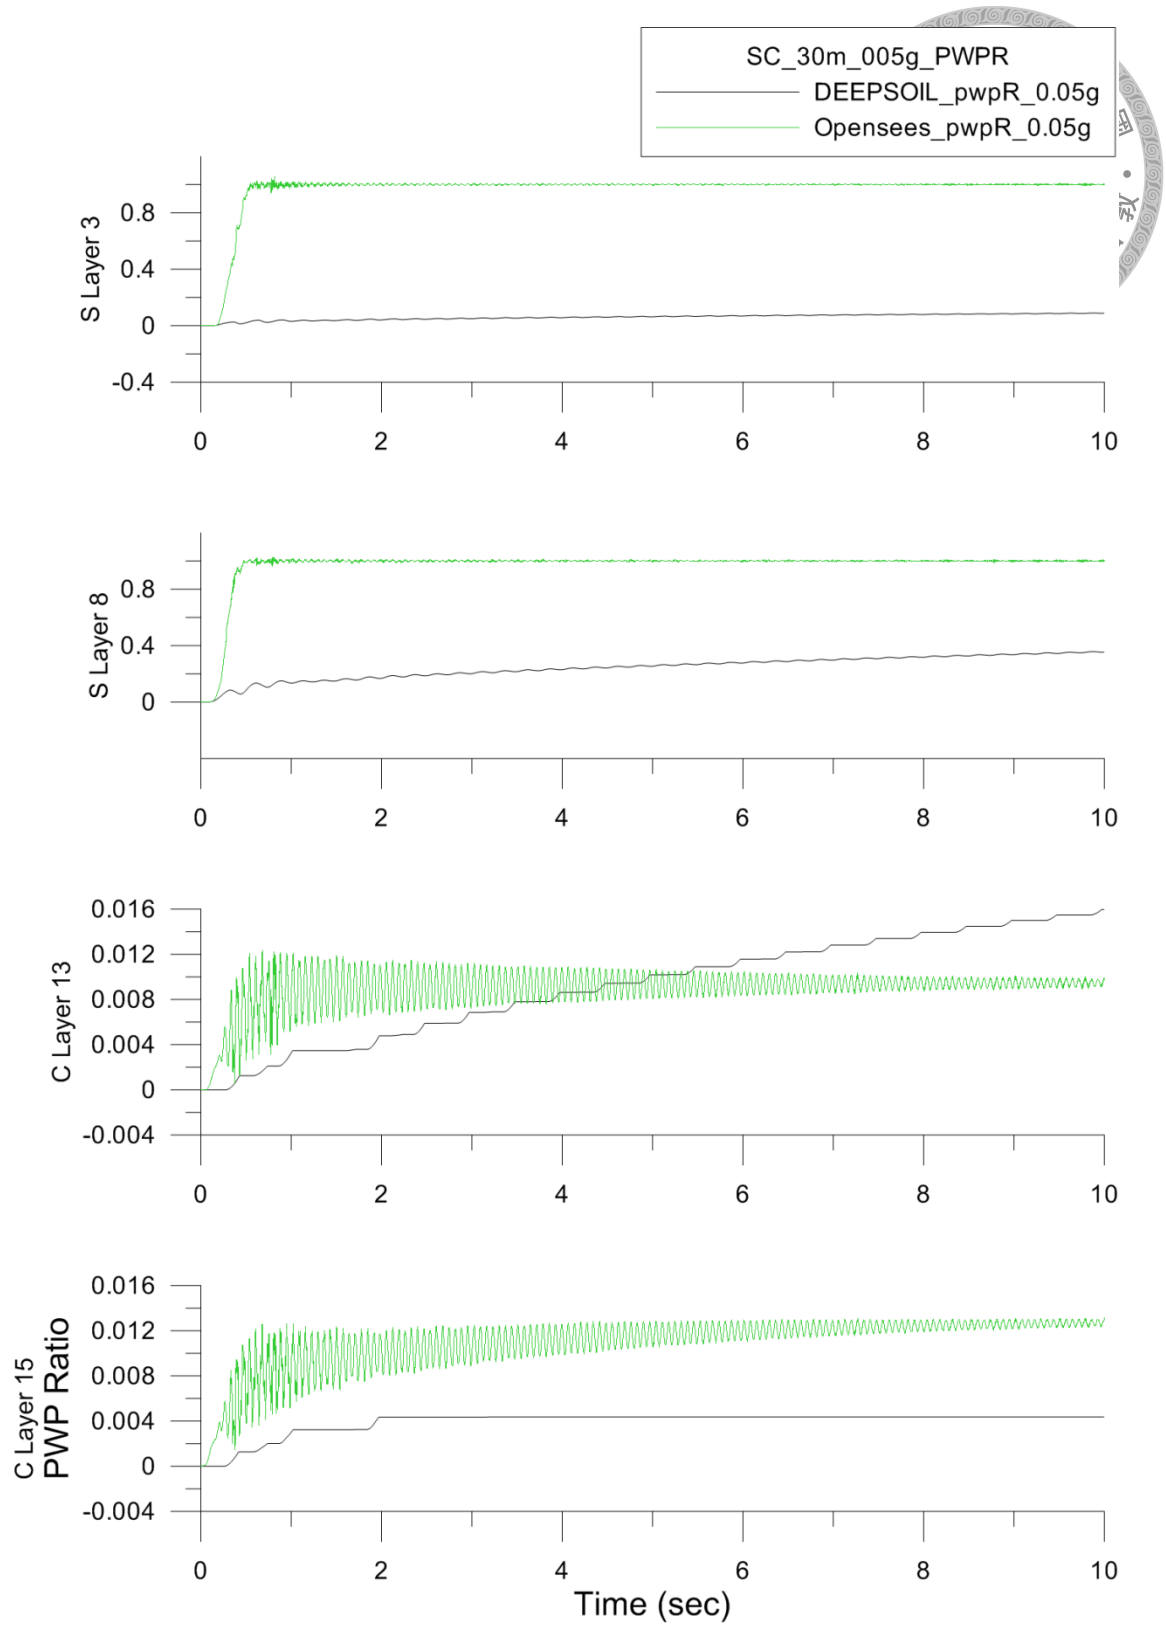 SC_30m_005g_PWPR
DEEPSOIL_pwpR_0.05g
Opensees_pwpR_0.05g
S Layer 3
0.8
0.4
0
-0.4
0 2 4 6 8 10
S Layer 8
0.8
0.4
0
0 2 4 6 8 10
C Layer 13
0.016
0.012
0.008
0.004
0
-0.004
0 2 4 6 8 10
C Layer 15
PWP Ratio
0.016
0.012
0.008
0.004
0
-0.004
0 2 4 6 8 10
Time (sec)